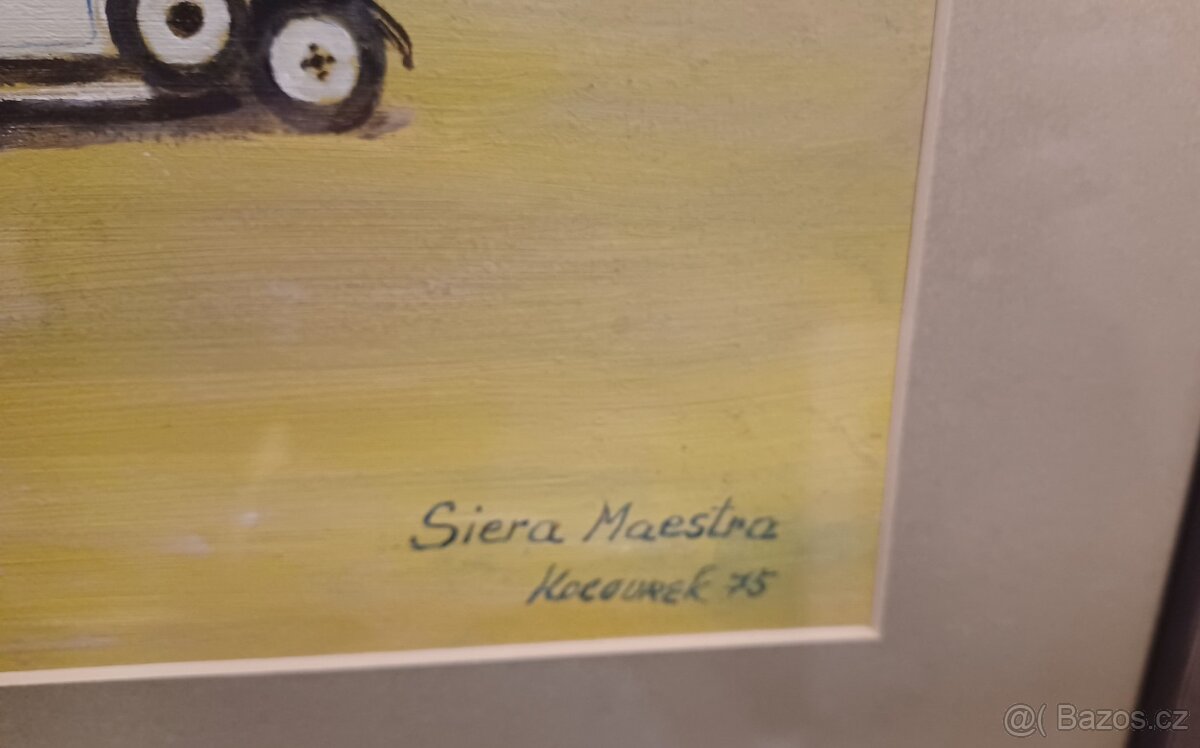 Siera Maestra
Kocourek 75
@( Bazos.cz